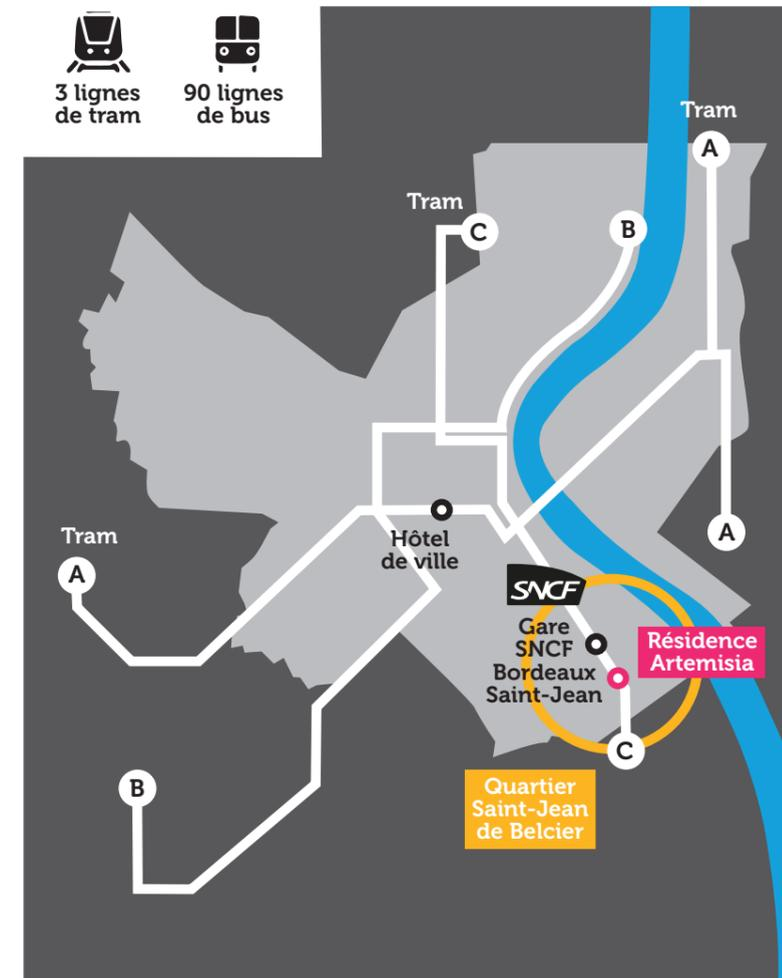 3 lignes
de tram
90 lignes
de bus
Tram
A
Tram
C
B
Tram
A
A
Hôtel
de ville
SNCF
Gare
SNCF
Bordeaux
Saint-Jean
Résidence
Artemisia
C
B
Quartier
Saint-Jean
de Belcier